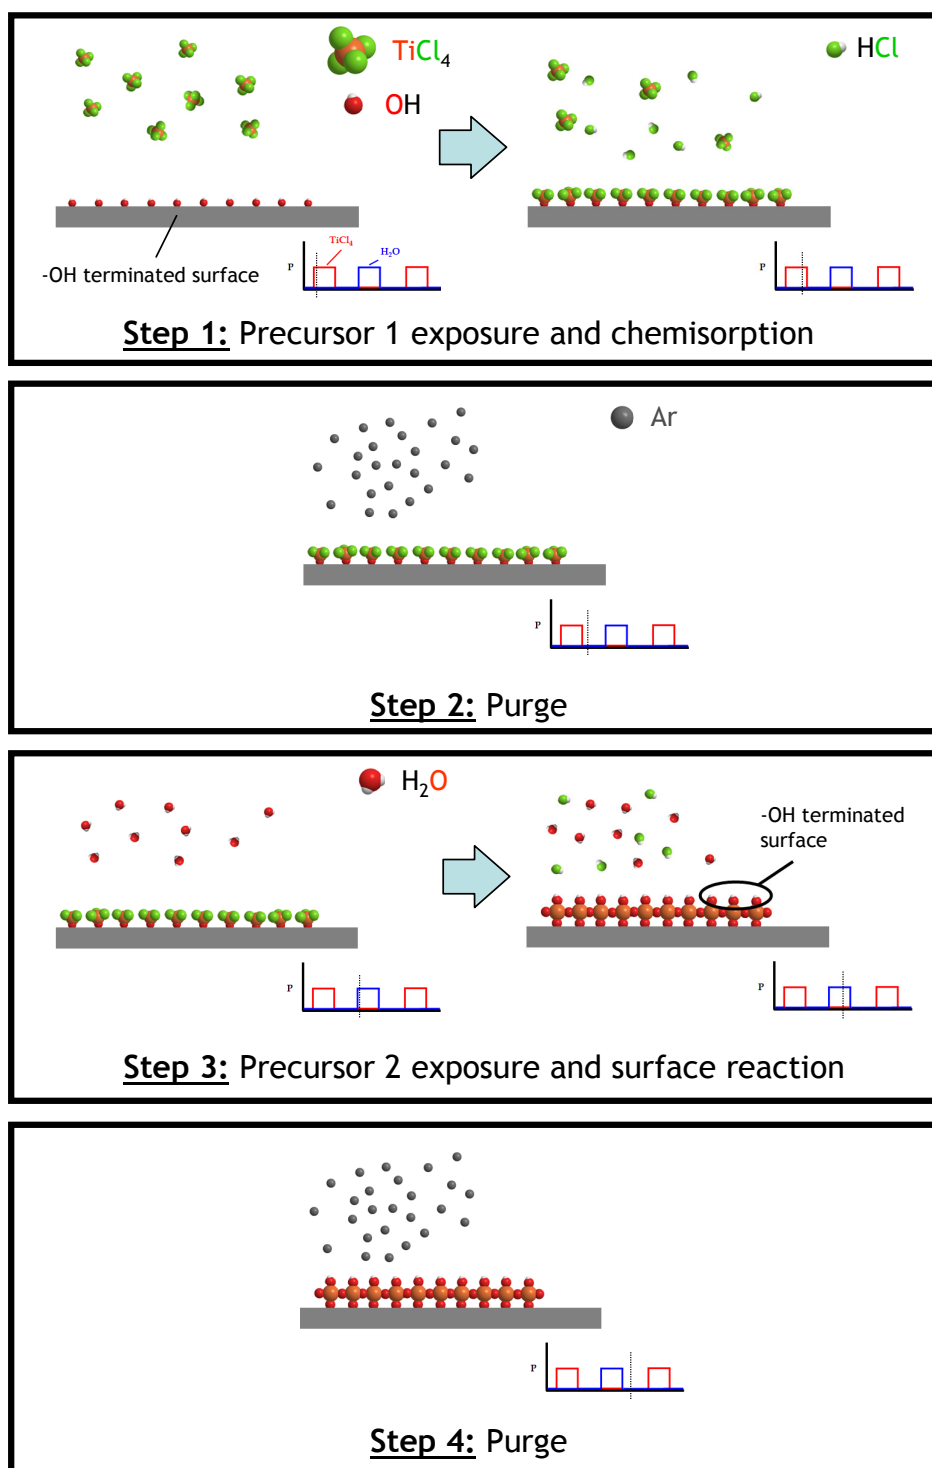 TiCl4
OH
HCl
-OH terminated surface
P
TiCl4
H2O
P
Step 1: Precursor 1 exposure and chemisorption
Ar
P
Step 2: Purge
H2O
-OH terminated
surface
P
P
Step 3: Precursor 2 exposure and surface reaction
P
Step 4: Purge